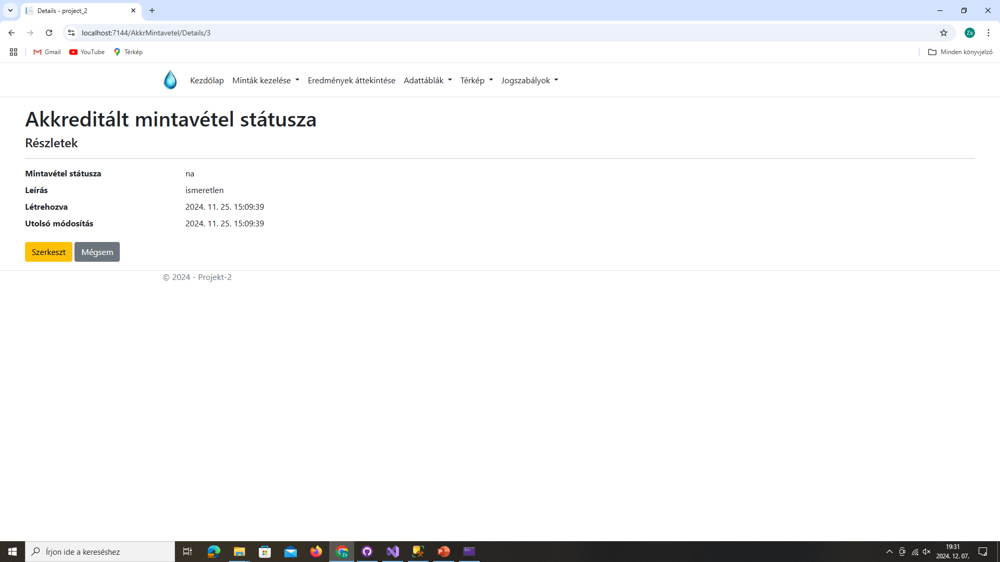 Details - project_2
localhost:7144/AkkrMintavetel/Details/3
Zs
Gmail YouTube Térkép Minden könyvjelző
Kezdőlap Minták kezelése Eredmények áttekintése Adattáblák Térkép Jogszabályok
Akkreditált mintavétel státusza
Részletek
Mintavétel státusza na
Leírás ismeretlen
Létrehozva 2024. 11. 25. 15:09:39
Utolsó módosítás 2024. 11. 25. 15:09:39
Szerkeszt Mégsem
© 2024 - Projekt-2
Írjon ide a kereséshez
19:31
2024. 12. 07.